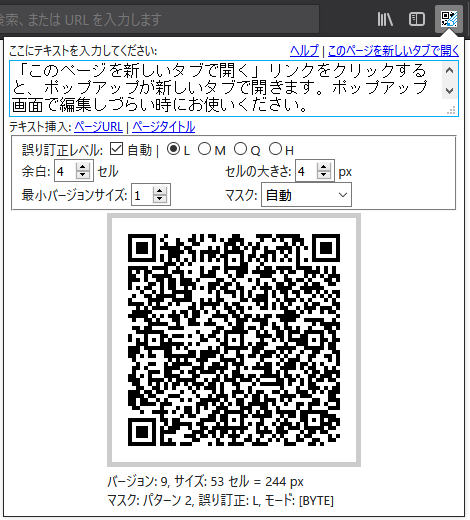 検索、または URL を入力します
ここにテキストを入力してください: ヘルプ | このページを新しいタブで開く
「このページを新しいタブで開く」リンクをクリックする
と、ポップアップが新しいタブで開きます。ポップアップ
画面で編集しづらい時にお使いください。
テキスト挿入: ページURL | ページタイトル
誤り訂正レベル: 自動 | L M Q H
余白: 4 セル セルの大きさ: 4 px
最小バージョンサイズ: 1 マスク: 自動
バージョン: 9, サイズ: 53 セル = 244 px
マスク: パターン 2, 誤り訂正: L, モード: [BYTE]